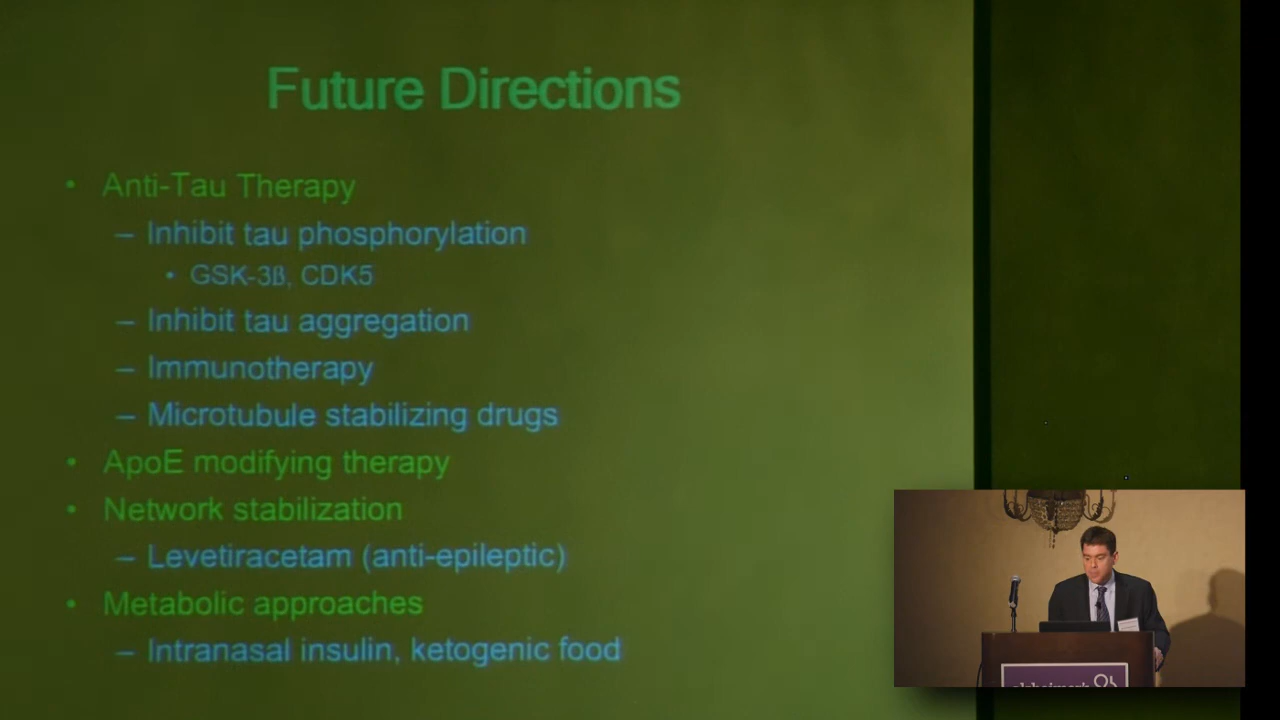 Future Directions
• Anti-Tau Therapy
– Inhibit tau phosphorylation
• GSK-3ß, CDK5
– Inhibit tau aggregation
– Immunotherapy
– Microtubule stabilizing drugs
• ApoE modifying therapy
• Network stabilization
– Levetiracetam (anti-epileptic)
• Metabolic approaches
– Intranasal insulin, ketogenic food